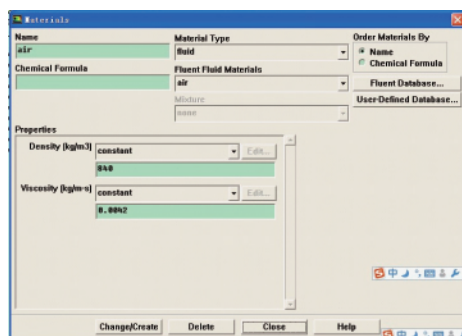 Materials
Name
air
Material Type
fluid
Order Materials By
Name
Chemical Formula
Chemical Formula
Fluent Fluid Materials
air
Fluent Database...
User-Defined Database...
Mixture
none
Properties
Density (kg/m3)
constant
Edit...
840
Viscosity (kg/m-s)
constant
Edit...
0.0042
中
Change/Create
Delete
Close
Help
中